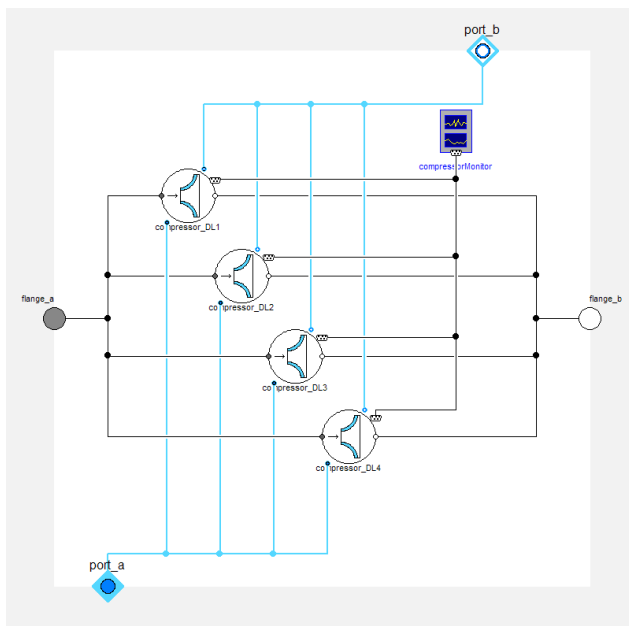 port_b
compressorMonitor
compressor_DL1
compressor_DL2
flange_a
flange_b
compressor_DL3
compressor_DL4
port_a